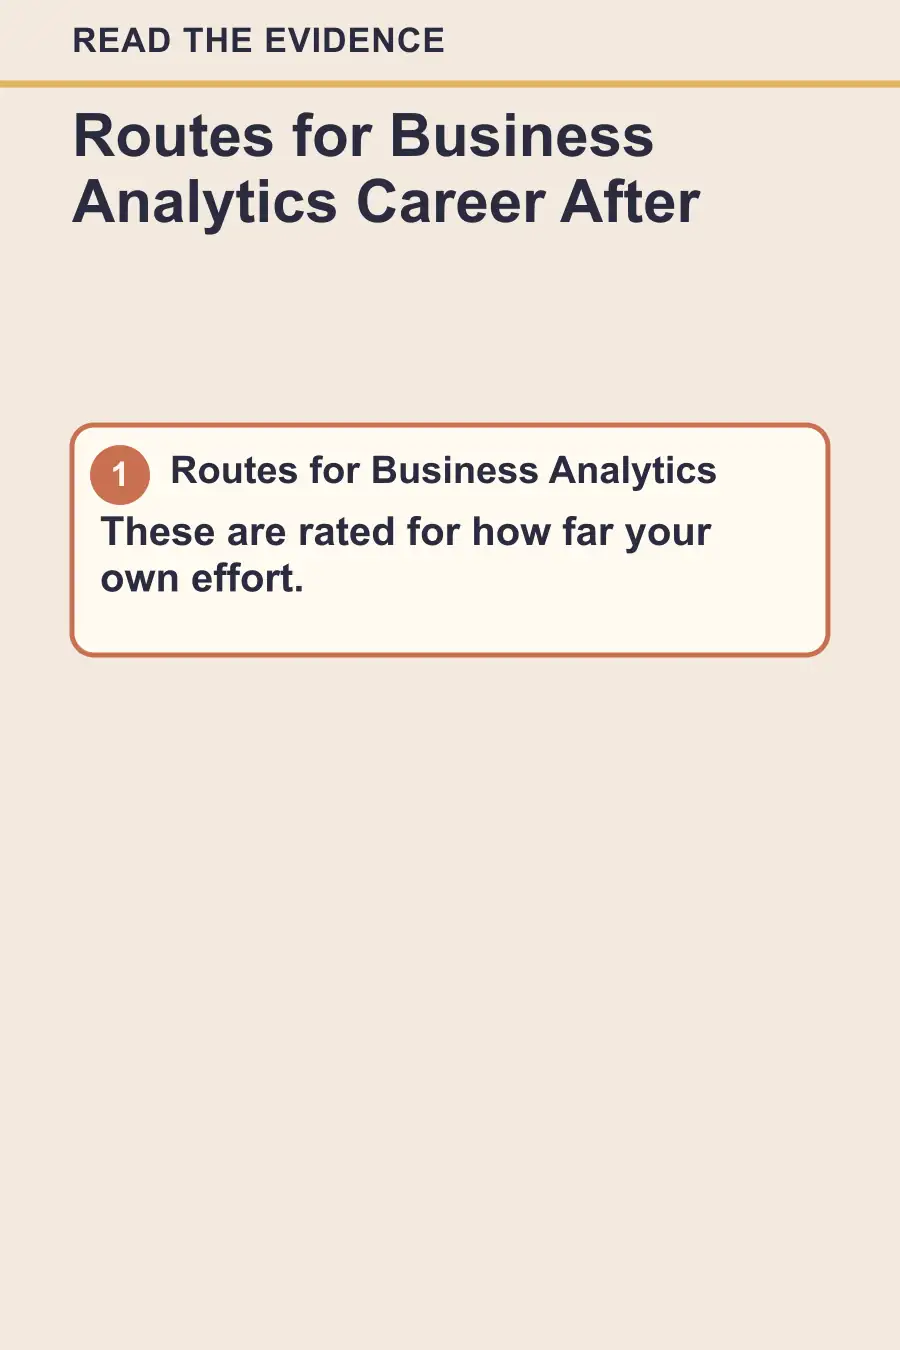 READ THE EVIDENCE
Routes for Business
Analytics Career After
1 Routes for Business Analytics
These are rated for how far your
own effort.